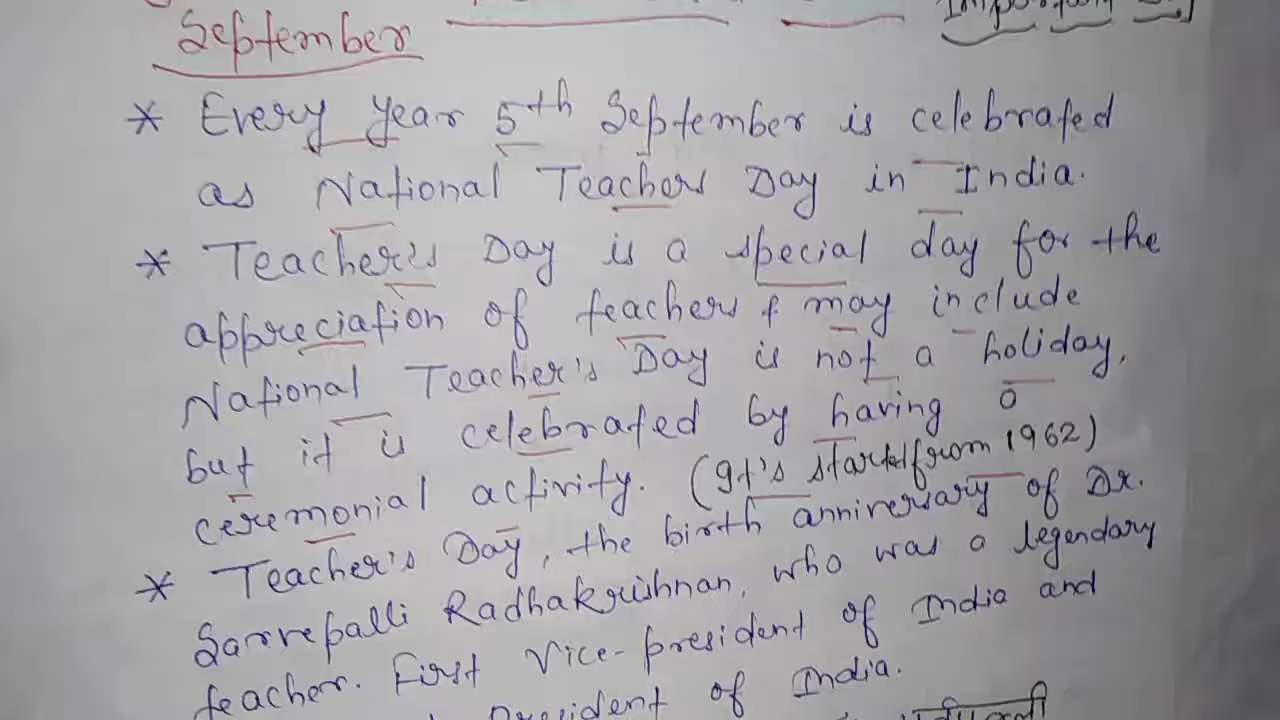 Important
September
* Every year 5th September is celebrated
as National Teachers Day in India.
* Teacher's Day is a special day for the
appreciation of teachers & may include
National Teacher's Day is not a holiday,
but it is celebrated by having a
ceremonial activity. (It's started from 1962)
* Teacher's Day, the birth anniversary of Dr.
Sarvepalli Radhakrishnan, who was a legendary
teacher. First Vice-president of India and
President of India.